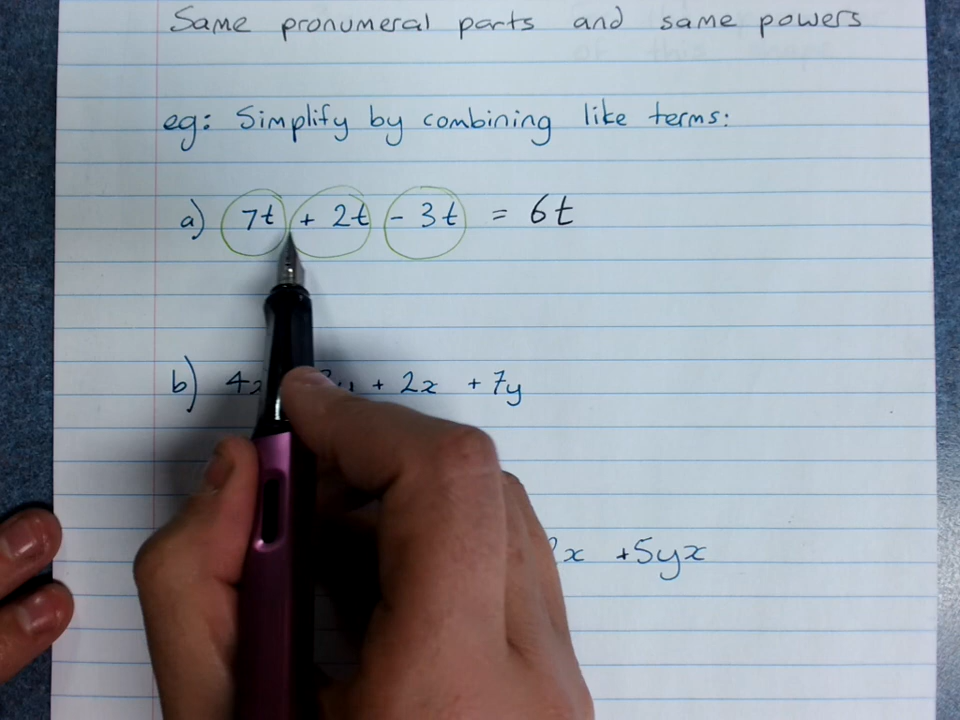 Same pronumeral parts and same powers
eg: Simplify by combining like terms:
a) 7t + 2t - 3t = 6t
b) 4x + 2x + 7y
x + 5yx